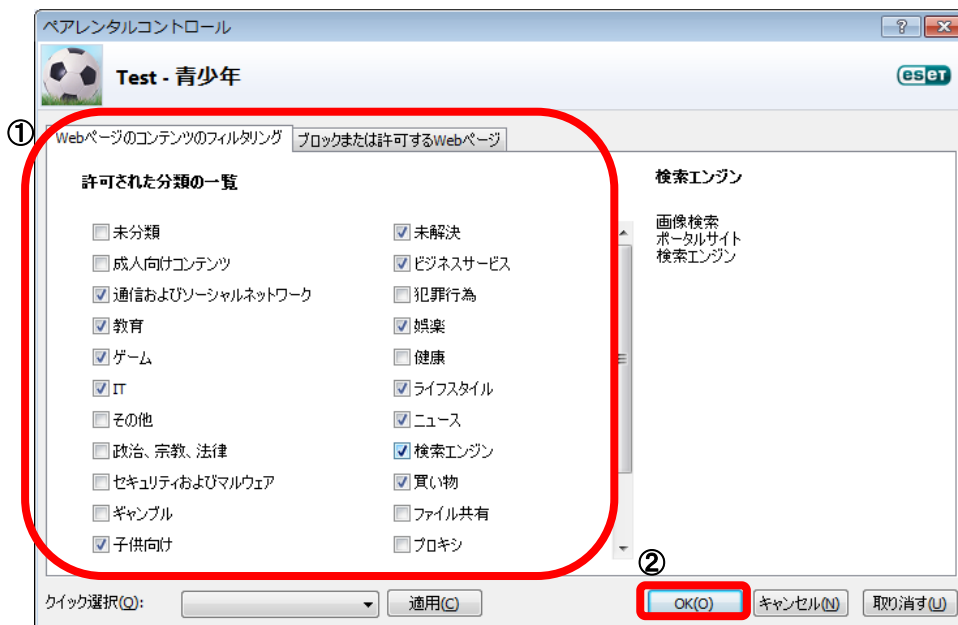 ペアレンタルコントロール
Test - 青少年
eset
①
Webページのコンテンツのフィルタリング ブロックまたは許可するWebページ
許可された分類の一覧
未分類 未解決
成人向けコンテンツ ビジネスサービス
通信およびソーシャルネットワーク 犯罪行為
教育 娯楽
ゲーム 健康
IT ライフスタイル
その他 ニュース
政治、宗教、法律 検索エンジン
セキュリティおよびマルウェア 買い物
ギャンブル ファイル共有
子供向け プロキシ
検索エンジン
画像検索
ポータルサイト
検索エンジン
②
クイック選択(Q): 適用(C) OK(O) キャンセル(N) 取り消す(U)